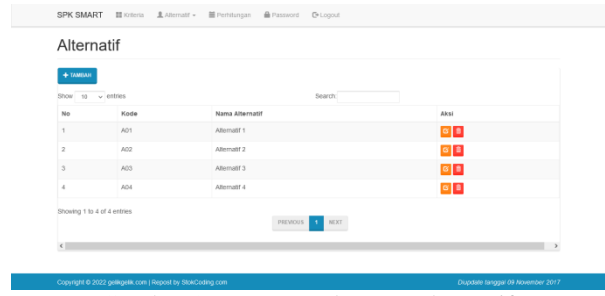 SPK SMART Kriteria Alternatif Perhitungan Password Logout
Alternatif
+ TAMBAH
Show 10 entries Search:
No Kode Nama Alternatif Aksi
1 A01 Alternatif 1
2 A02 Alternatif 2
3 A03 Alternatif 3
4 A04 Alternatif 4
Showing 1 to 4 of 4 entries
PREVIOUS 1 NEXT
Copyright © 2022 gelikgelik.com | Repost by StokCoding.com Diupdate tanggal 09 November 2017